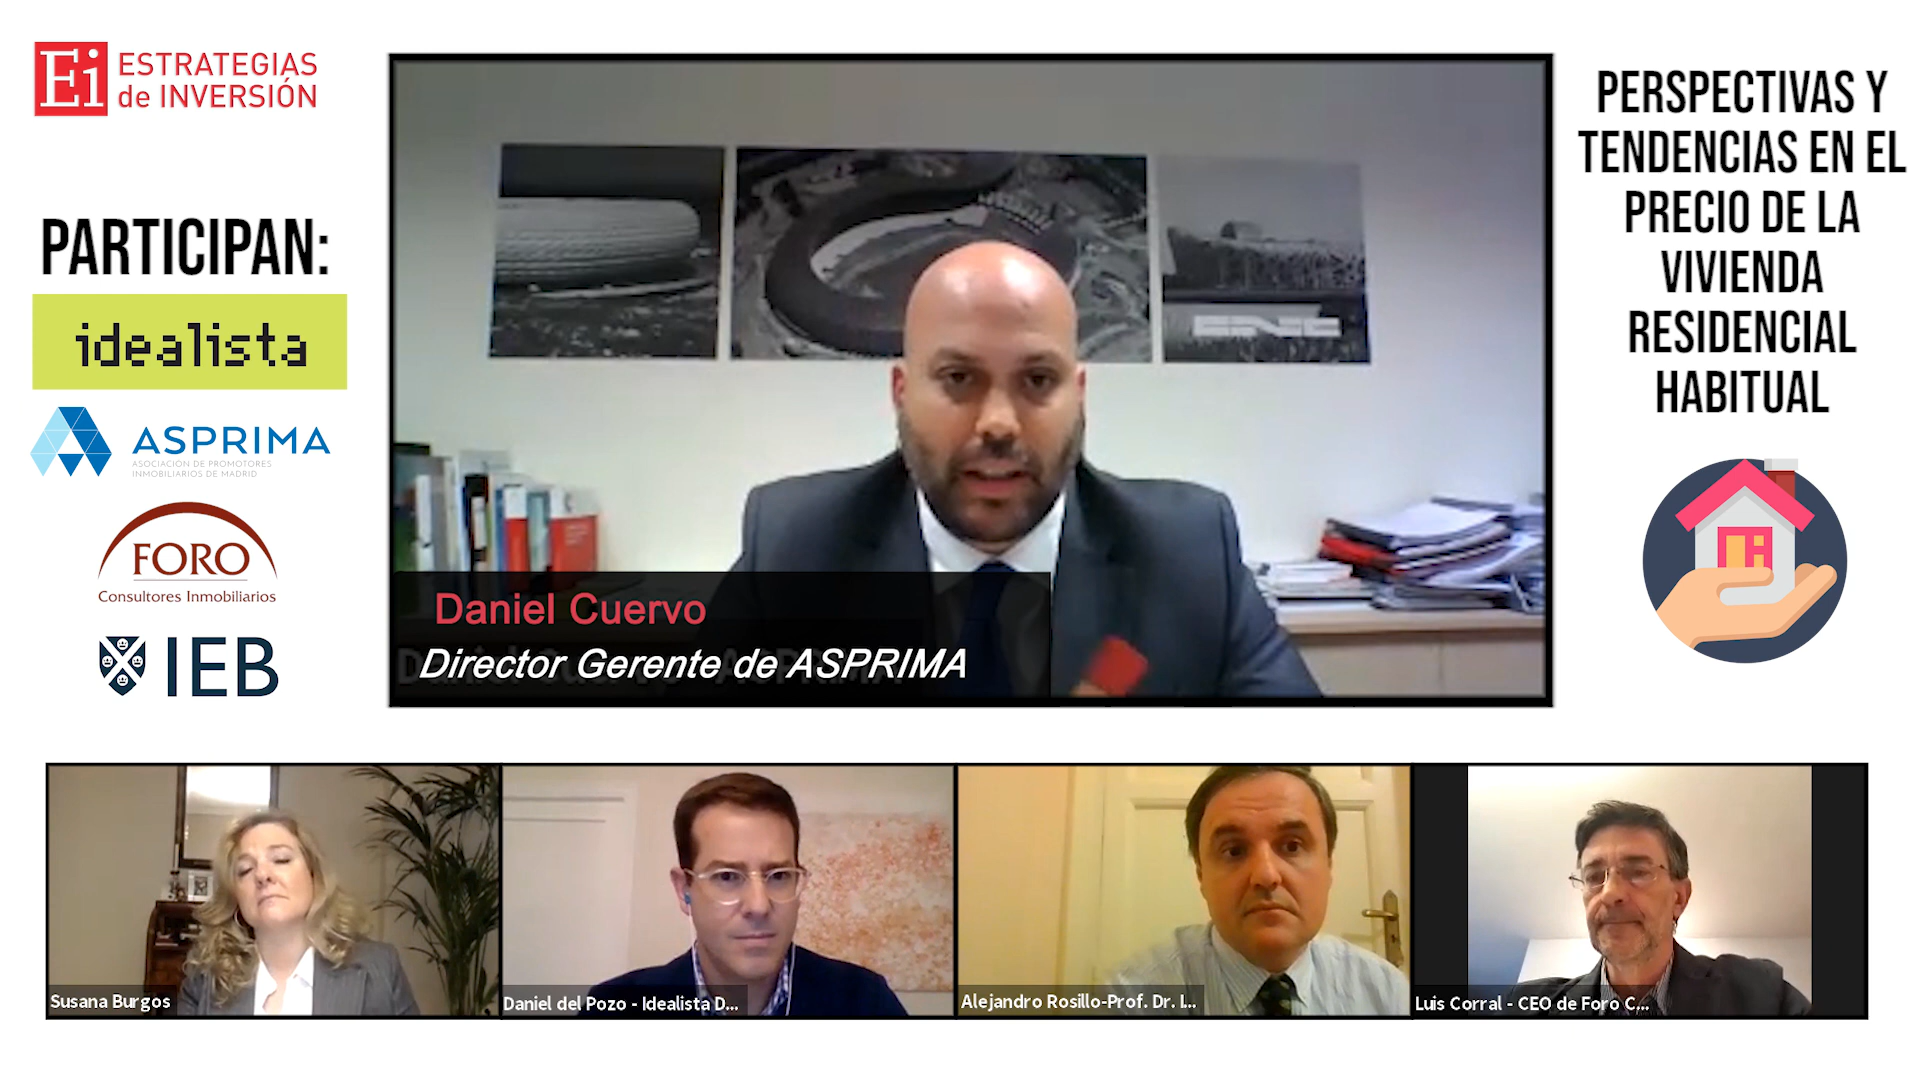 Ei ESTRATEGIAS
de INVERSIÓN
PARTICIPAN:
idealista
ASPRIMA
ASOCIACION DE PROMOTORES
INMOBILIARIOS DE MADRID
FORO
Consultores Inmobiliarios
IEB
Daniel Cuervo
Director Gerente de ASPRIMA
PERSPECTIVAS Y
TENDENCIAS EN EL
PRECIO DE LA
VIVIENDA
RESIDENCIAL
HABITUAL
Susana Burgos
Daniel del Pozo - Idealista D...
Alejandro Rosillo-Prof. Dr. I...
Luis Corral - CEO de Foro C...